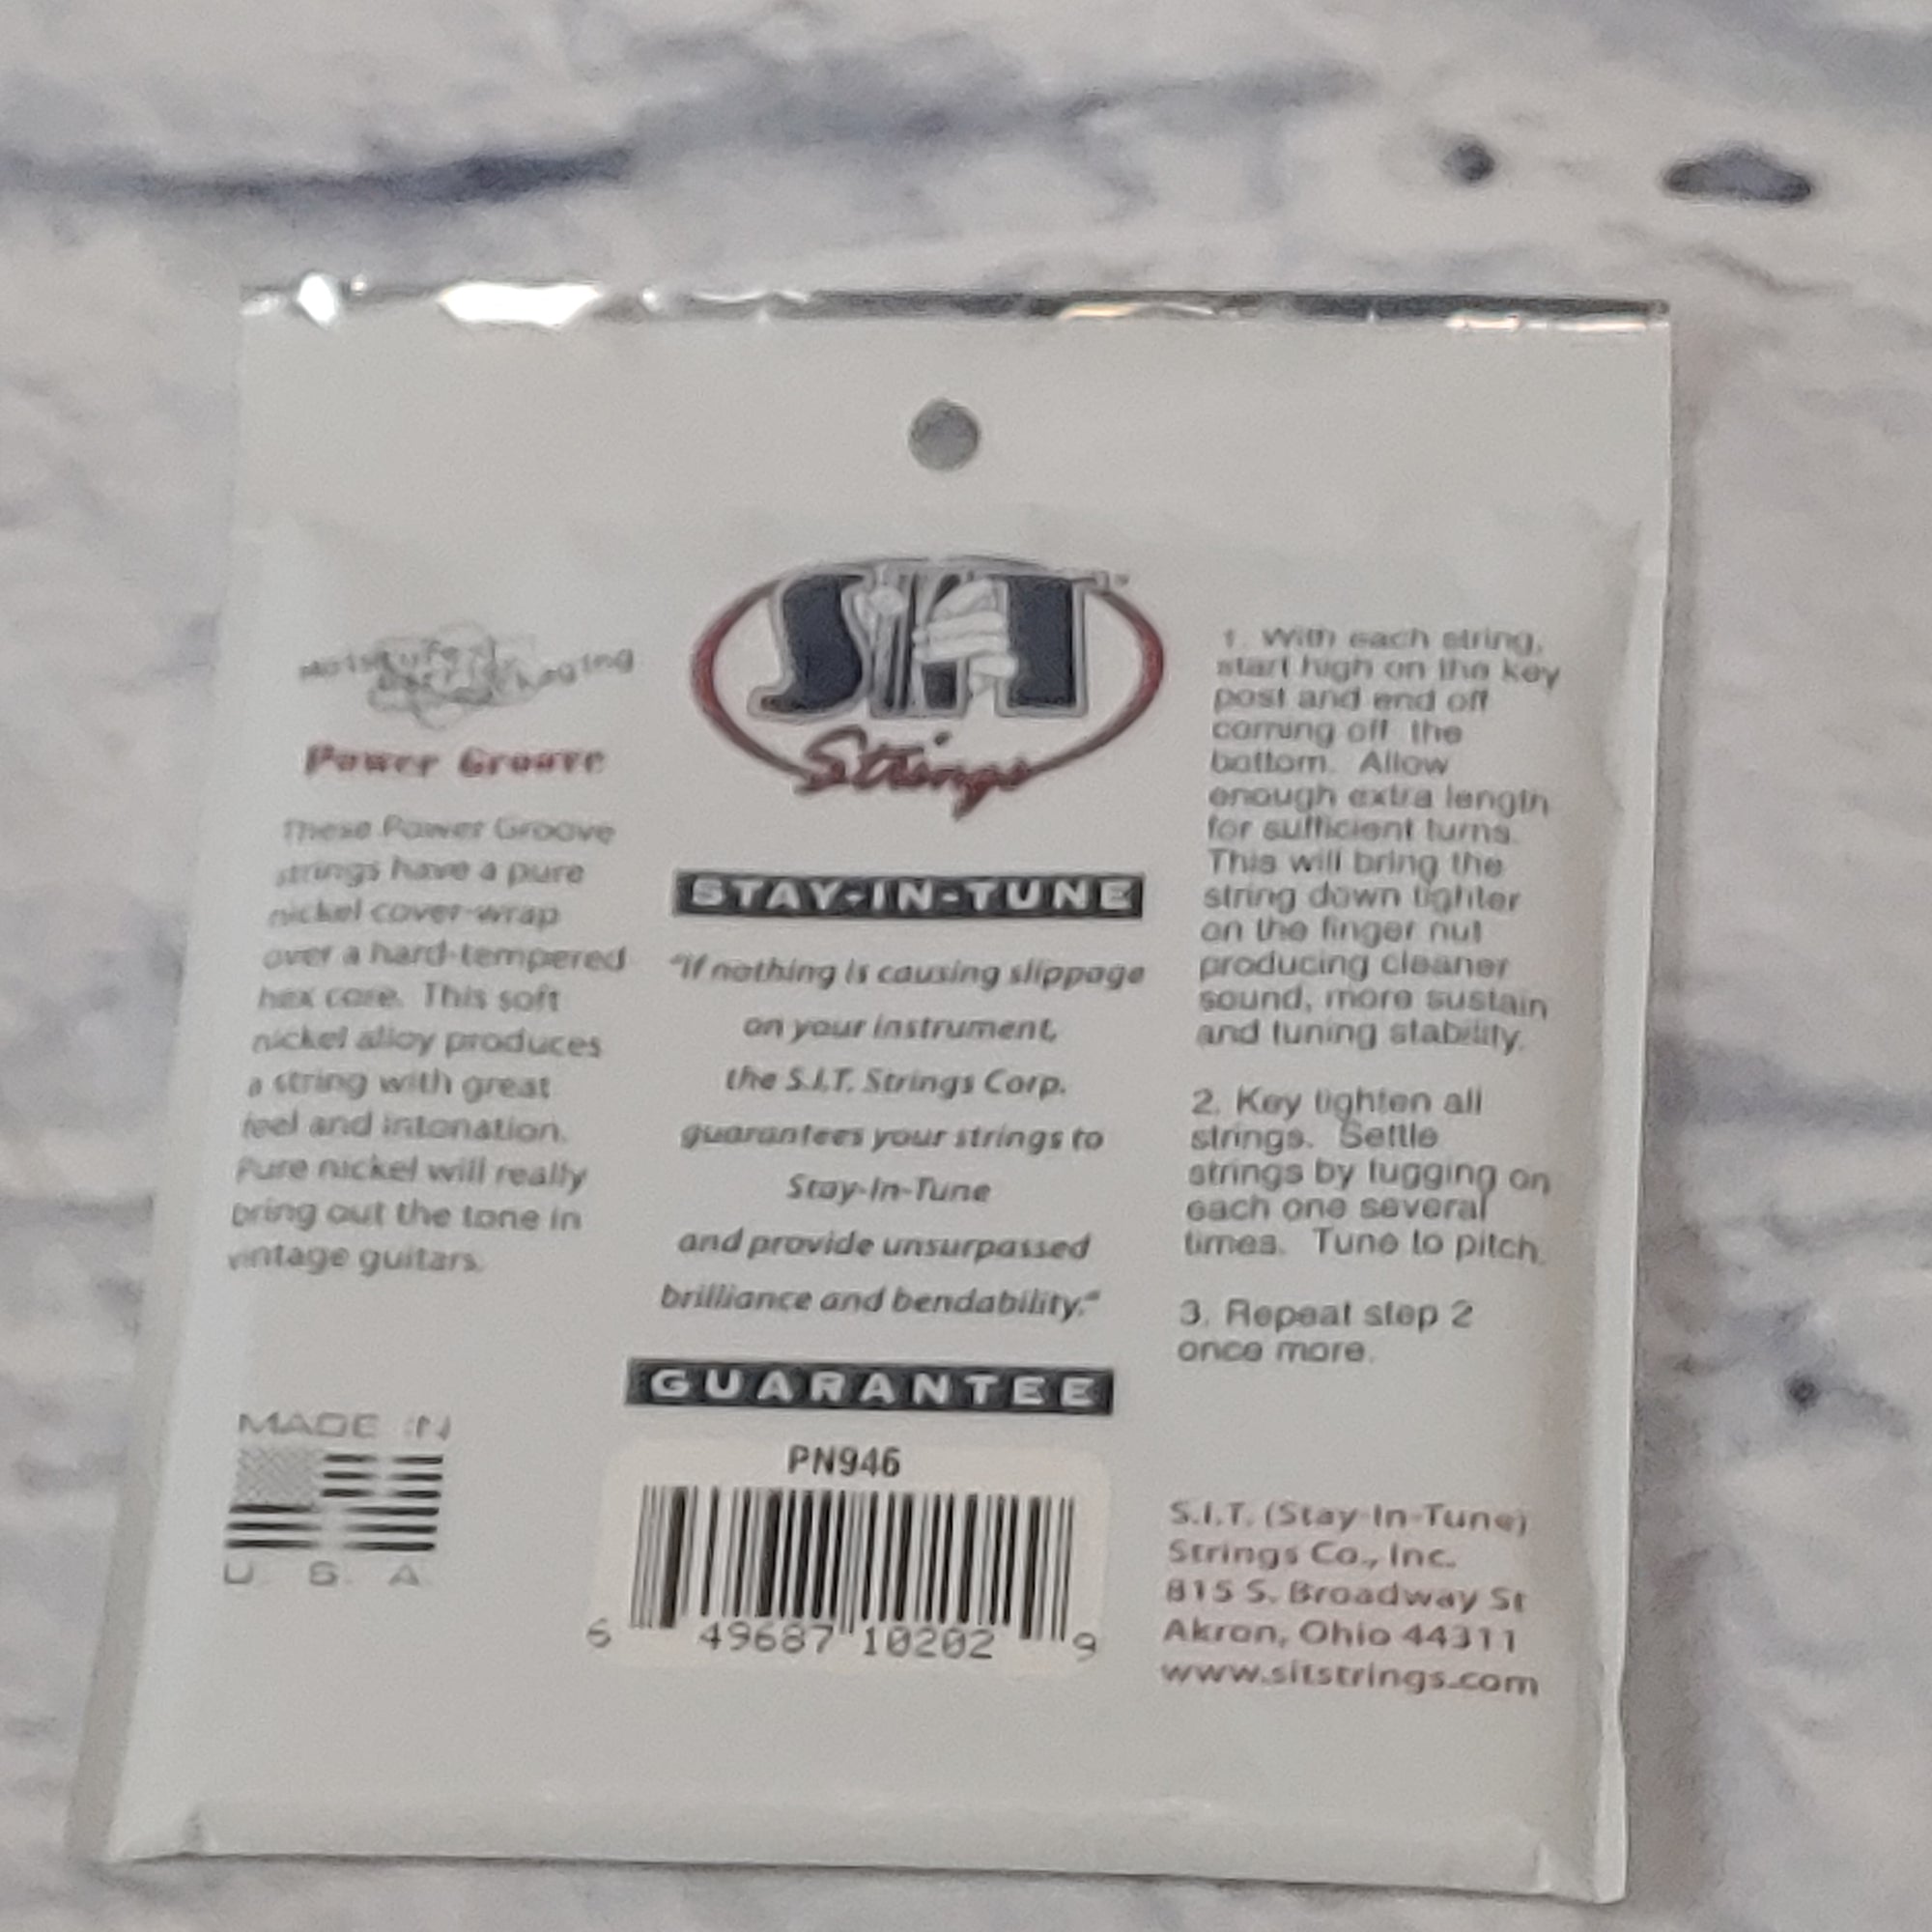 Moisture
Barrier Packaging
Power Groove
These Power Groove
strings have a pure
nickel cover-wrap
over a hard-tempered
hex core. This soft
nickel alloy produces
a string with great
feel and intonation.
Pure nickel will really
bring out the tone in
vintage guitars.
MADE IN
U. S. A
SIT
Strings
STAY-IN-TUNE
"If nothing is causing slippage
on your instrument,
the S.I.T. Strings Corp.
guarantees your strings to
Stay-In-Tune
and provide unsurpassed
brilliance and bendability."
GUARANTEE
PN946
6 49687 10202 9
1. With each string,
start high on the key
post and end off
coming off the
bottom. Allow
enough extra length
for sufficient turns.
This will bring the
string down tighter
on the finger nut
producing cleaner
sound, more sustain
and tuning stability.
2. Key tighten all
strings. Settle
strings by tugging on
each one several
times. Tune to pitch.
3. Repeat step 2
once more.
S.I.T. (Stay-In-Tune)
Strings Co., Inc.
815 S. Broadway St
Akron, Ohio 44311
www.sitstrings.com